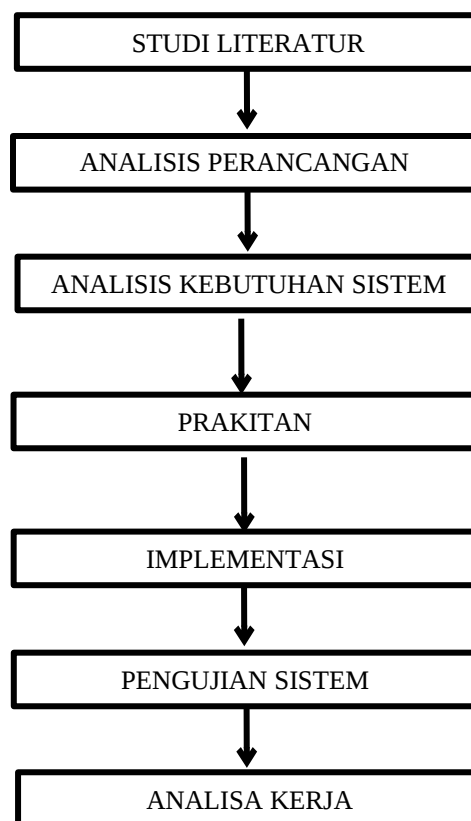 STUDI LITERATUR
ANALISIS PERANCANGAN
ANALISIS KEBUTUHAN SISTEM
PRAKITAN
IMPLEMENTASI
PENGUJIAN SISTEM
ANALISA KERJA